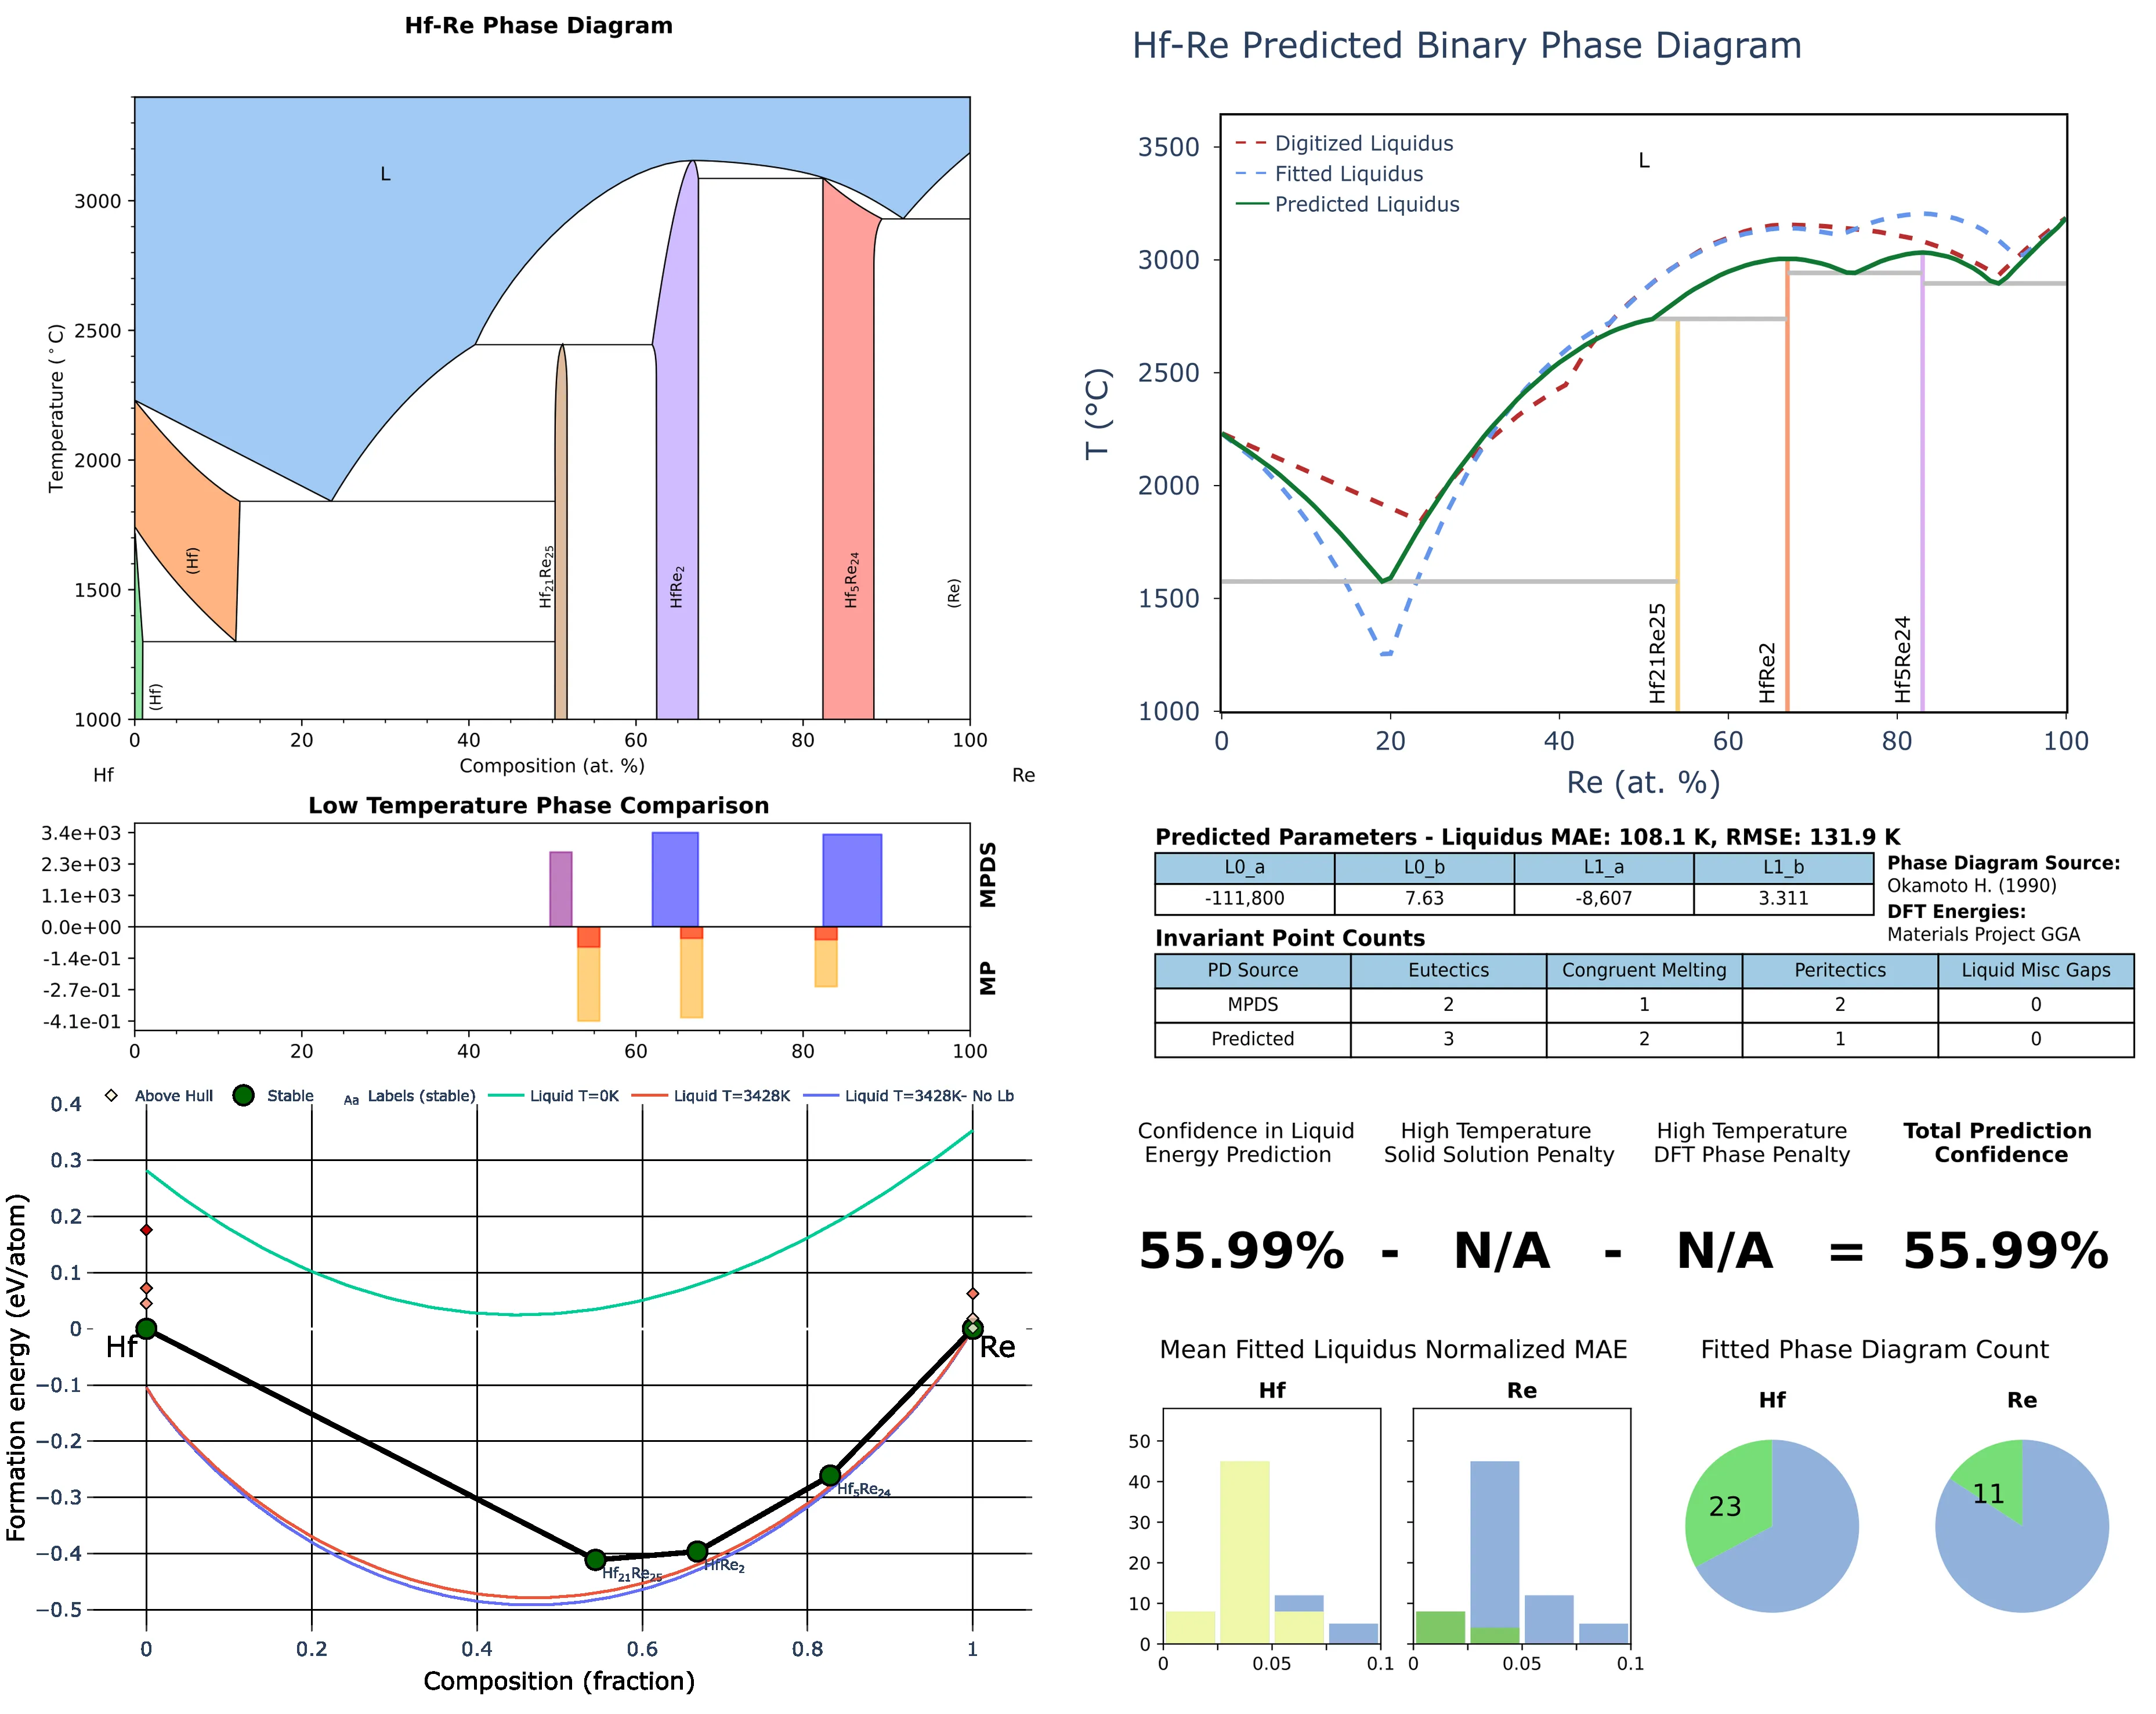 Hf-Re Phase Diagram
Temperature (°C)
3000
2500
2000
1500
1000
L
(Hf)
(Hf)
Hf21Re25
HfRe2
Hf5Re24
(Re)
0 20 40 60 80 100
Hf Composition (at. %) Re
Low Temperature Phase Comparison
3.4e+03
2.3e+03
1.1e+03
0.0e+00
-1.4e-01
-2.7e-01
-4.1e-01
MPDS
MP
0 20 40 60 80 100
Above Hull Stable Aa Labels (stable) Liquid T=0K Liquid T=3428K Liquid T=3428K- No Lb
Formation energy (eV/atom)
0.4
0.3
0.2
0.1
0
−0.1
−0.2
−0.3
−0.4
−0.5
Hf
Re
Hf5Re24
HfRe2
Hf21Re25
0 0.2 0.4 0.6 0.8 1
Composition (fraction)
Hf-Re Predicted Binary Phase Diagram
T (°C)
3500
3000
2500
2000
1500
1000
Digitized Liquidus
Fitted Liquidus
Predicted Liquidus
L
Hf21Re25
HfRe2
Hf5Re24
0 20 40 60 80 100
Re (at. %)
Predicted Parameters - Liquidus MAE: 108.1 K, RMSE: 131.9 K
L0_a L0_b L1_a L1_b
-111,800 7.63 -8,607 3.311
Phase Diagram Source:
Okamoto H. (1990)
DFT Energies:
Materials Project GGA
Invariant Point Counts
PD Source Eutectics Congruent Melting Peritectics Liquid Misc Gaps
MPDS 2 1 2 0
Predicted 3 2 1 0
Confidence in Liquid Energy Prediction
High Temperature Solid Solution Penalty
High Temperature DFT Phase Penalty
Total Prediction Confidence
55.99% - N/A - N/A = 55.99%
Mean Fitted Liquidus Normalized MAE
Hf
Re
50
40
30
20
10
0
0 0.05 0.1
0 0.05 0.1
Fitted Phase Diagram Count
Hf
Re
23
11